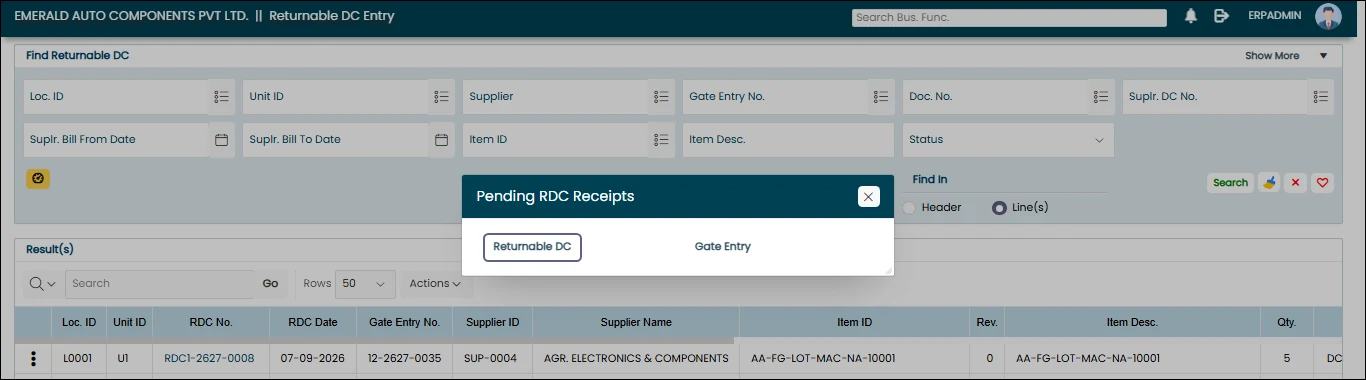 EMERALD AUTO COMPONENTS PVT LTD. || Returnable DC Entry Search Bus. Func. ERPADMIN
Find Returnable DC Show More
Loc. ID Unit ID Supplier Gate Entry No. Doc. No. Suplr. DC No.
Suplr. Bill From Date Suplr. Bill To Date Item ID Item Desc. Status
Pending RDC Receipts
Returnable DC Gate Entry
Find In
Header Line(s)
Search
Result(s)
Search Go Rows 50 Actions
Loc. ID Unit ID RDC No. RDC Date Gate Entry No. Supplier ID Supplier Name Item ID Rev. Item Desc. Qty.
L0001 U1 RDC1-2627-0008 07-09-2026 12-2627-0035 SUP-0004 AGR. ELECTRONICS & COMPONENTS AA-FG-LOT-MAC-NA-10001 0 AA-FG-LOT-MAC-NA-10001 5 DC